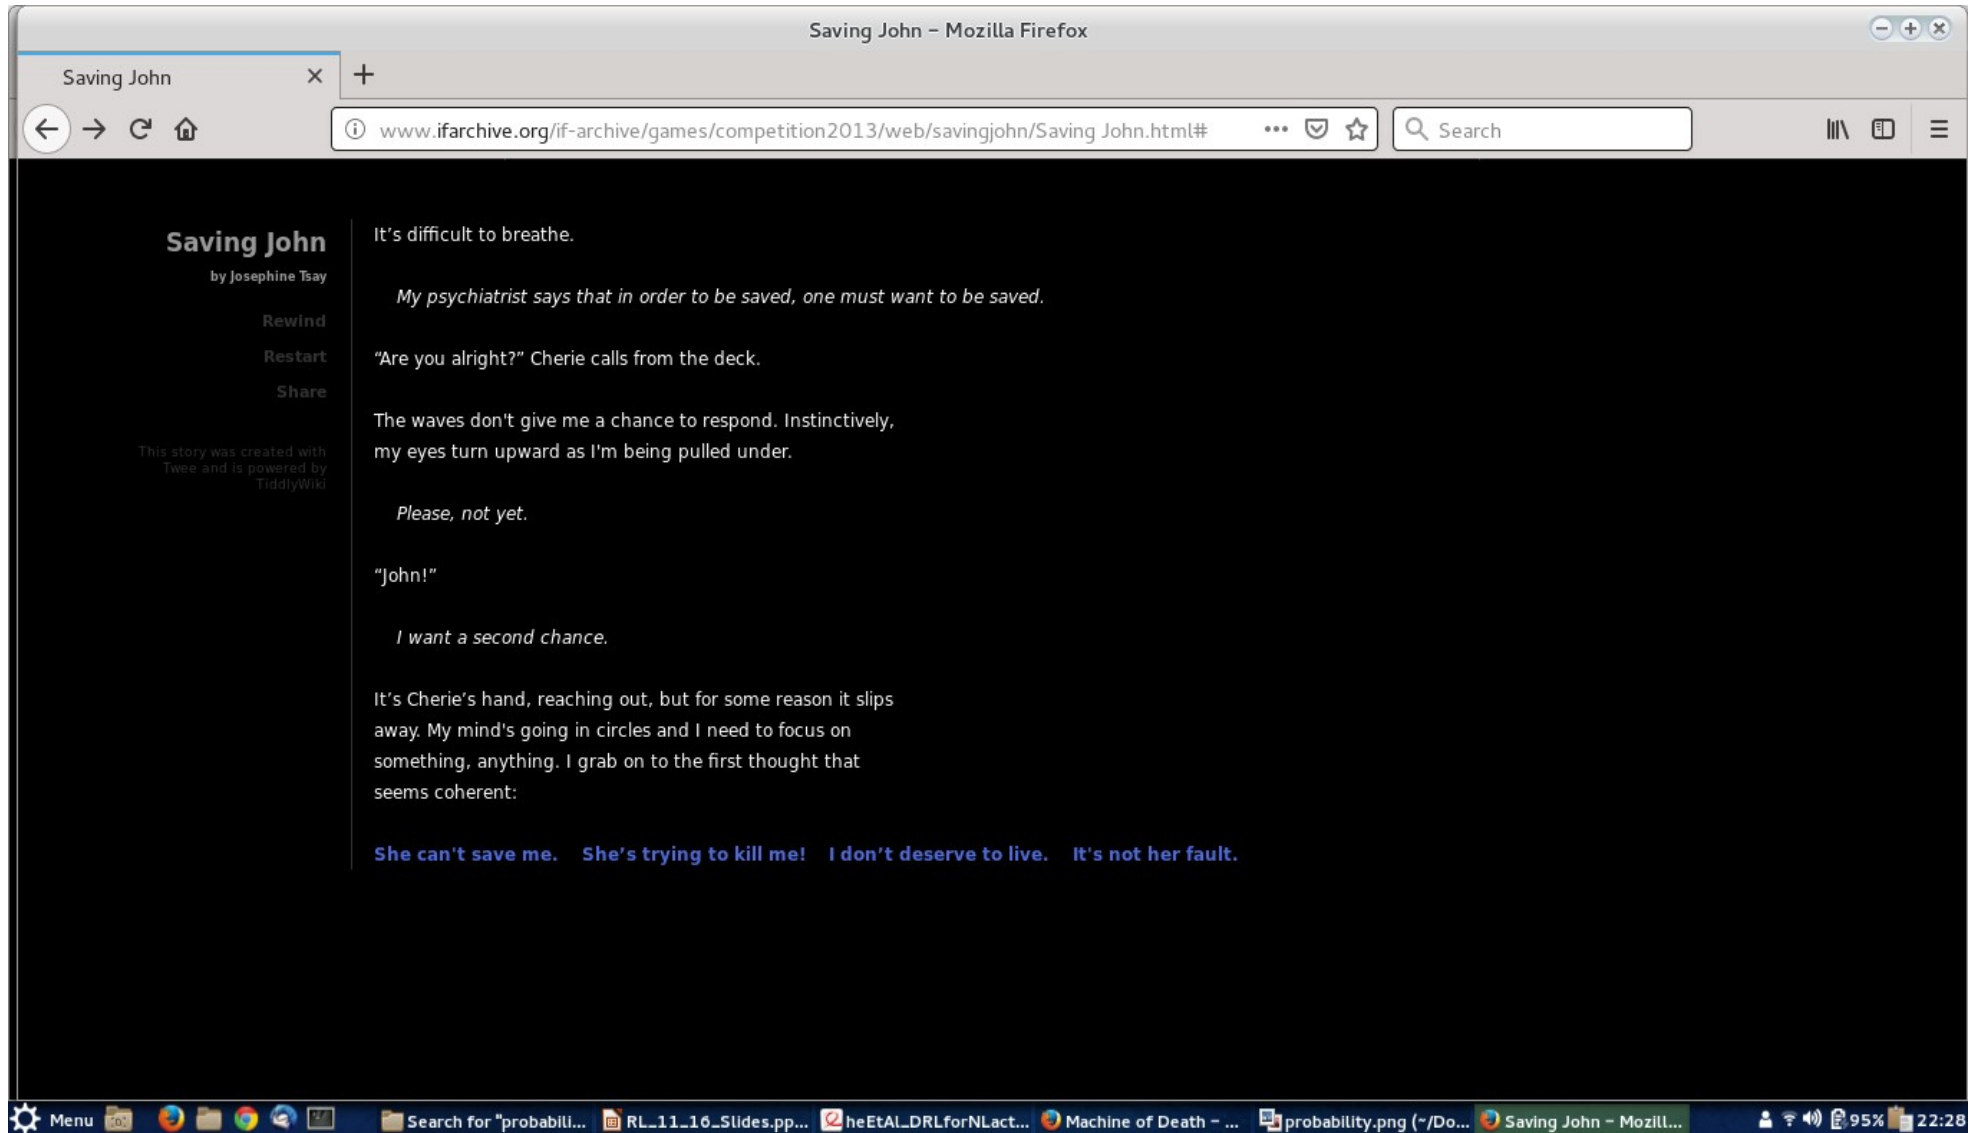 Saving John – Mozilla Firefox
Saving John
www.ifarchive.org/if-archive/games/competition2013/web/savingjohn/Saving John.html#
Search
Saving John
by Josephine Tsay
Rewind
Restart
Share
This story was created with
Twee and is powered by
TiddlyWiki
It’s difficult to breathe.
My psychiatrist says that in order to be saved, one must want to be saved.
“Are you alright?” Cherie calls from the deck.
The waves don't give me a chance to respond. Instinctively,
my eyes turn upward as I'm being pulled under.
Please, not yet.
“John!”
I want a second chance.
It’s Cherie’s hand, reaching out, but for some reason it slips
away. My mind's going in circles and I need to focus on
something, anything. I grab on to the first thought that
seems coherent:
She can't save me. She’s trying to kill me! I don’t deserve to live. It's not her fault.
Menu Search for "probabili... RL_11_16_Slides.pp... heEtAl_DRLforNLact... Machine of Death – ... probability.png (~/Do... Saving John – Mozill... 95% 22:28